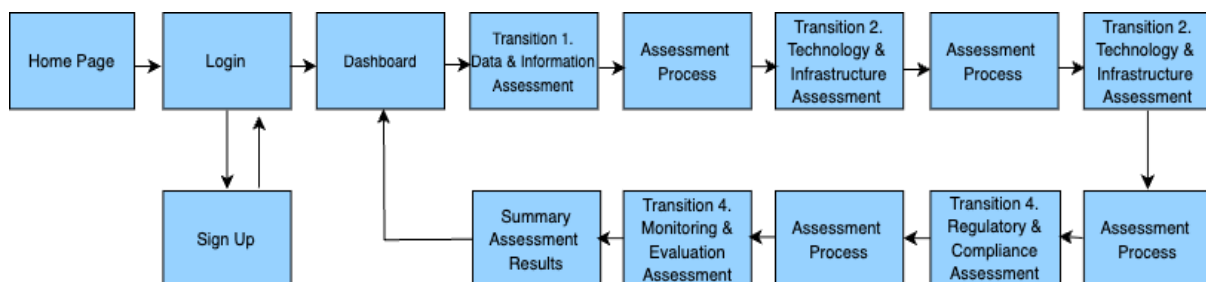 Home Page
Login
Dashboard
Transition 1.
Data & Information
Assessment
Assessment
Process
Transition 2.
Technology &
Infrastructure
Assessment
Assessment
Process
Transition 2.
Technology &
Infrastructure
Assessment
Sign Up
Summary
Assessment
Results
Transition 4.
Monitoring &
Evaluation
Assessment
Assessment
Process
Transition 4.
Regulatory &
Compliance
Assessment
Assessment
Process